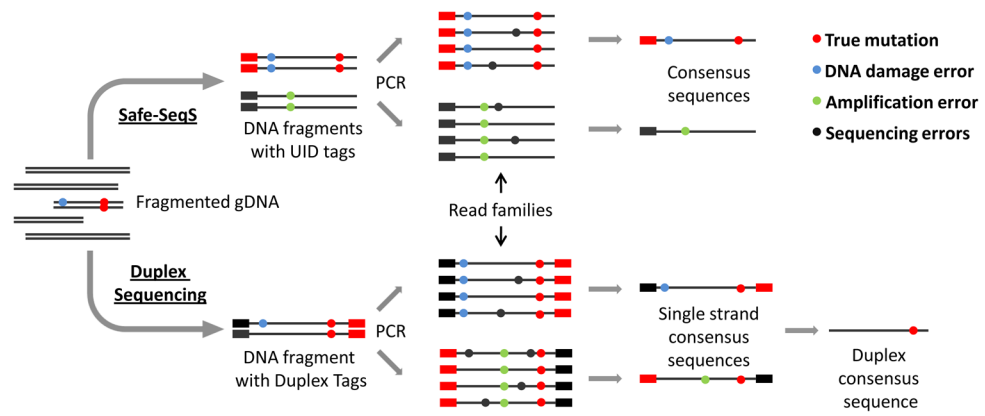 Safe-SeqS
DNA fragments
with UID tags
PCR
Consensus
sequences
True mutation
DNA damage error
Amplification error
Sequencing errors
Fragmented gDNA
Read families
Duplex
Sequencing
DNA fragment
with Duplex Tags
PCR
Single strand
consensus
sequences
Duplex
consensus
sequence